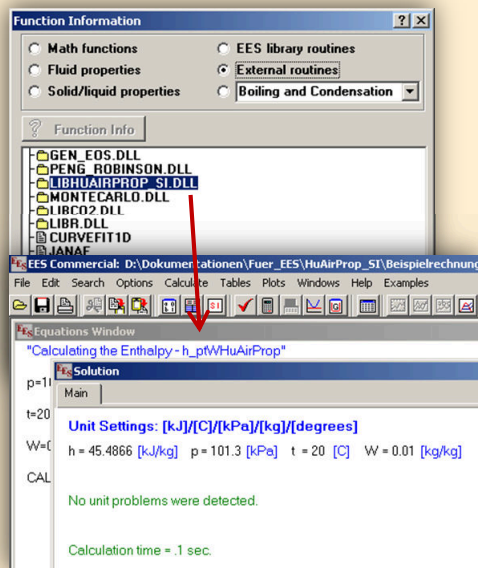 Function Information
Math functions
EES library routines
Fluid properties
External routines
Solid/liquid properties
Boiling and Condensation
Function Info
GEN_EOS.DLL
PENG_ROBINSON.DLL
LIBHUAIRPROP_SI.DLL
MONTECARLO.DLL
LIBCO2.DLL
LIBR.DLL
CURVEFIT1D
JANAF
EES Commercial: D:\Dokumentationen\Fuer_EES\HuAirProp_SI\Beispielrechnung
File Edit Search Options Calculate Tables Plots Windows Help Examples
Equations Window
"Calculating the Enthalpy - h_ptWHuAirProp"
Solution
Main
t=20
CAL
Unit Settings: [kJ]/[C]/[kPa]/[kg]/[degrees]
h = 45.4866 [kJ/kg] p = 101.3 [kPa] t = 20 [C] W = 0.01 [kg/kg]
No unit problems were detected.
Calculation time = .1 sec.